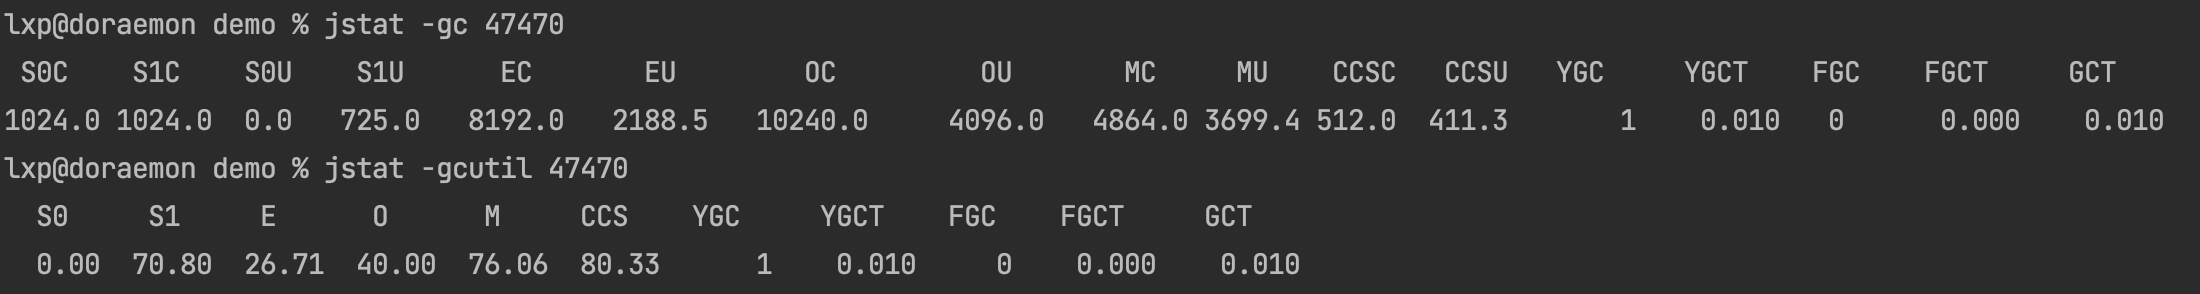 lxp@doraemon demo % jstat -gc 47470
 S0C    S1C    S0U    S1U      EC       EU        OC         OU       MC     MU    CCSC   CCSU   YGC     YGCT    FGC    FGCT     GCT
1024.0 1024.0  0.0   725.0   8192.0   2188.5   10240.0     4096.0   4864.0 3699.4 512.0  411.3       1    0.010   0      0.000    0.010
lxp@doraemon demo % jstat -gcutil 47470
  S0     S1     E      O      M     CCS    YGC     YGCT    FGC    FGCT     GCT
  0.00  70.80  26.71  40.00  76.06  80.33      1    0.010     0    0.000    0.010